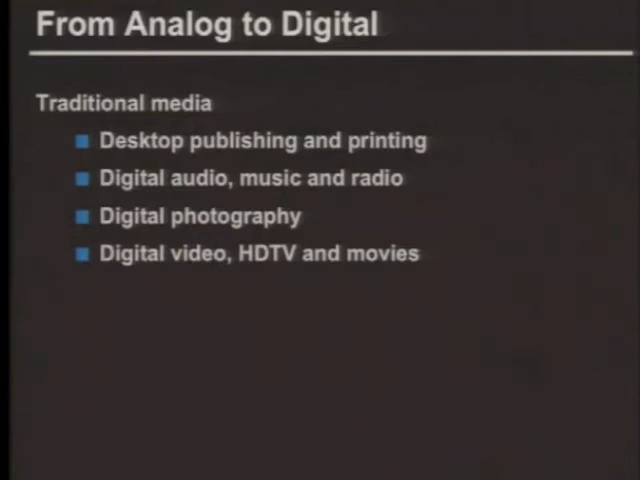 From Analog to Digital
Traditional media
Desktop publishing and printing
Digital audio, music and radio
Digital photography
Digital video, HDTV and movies